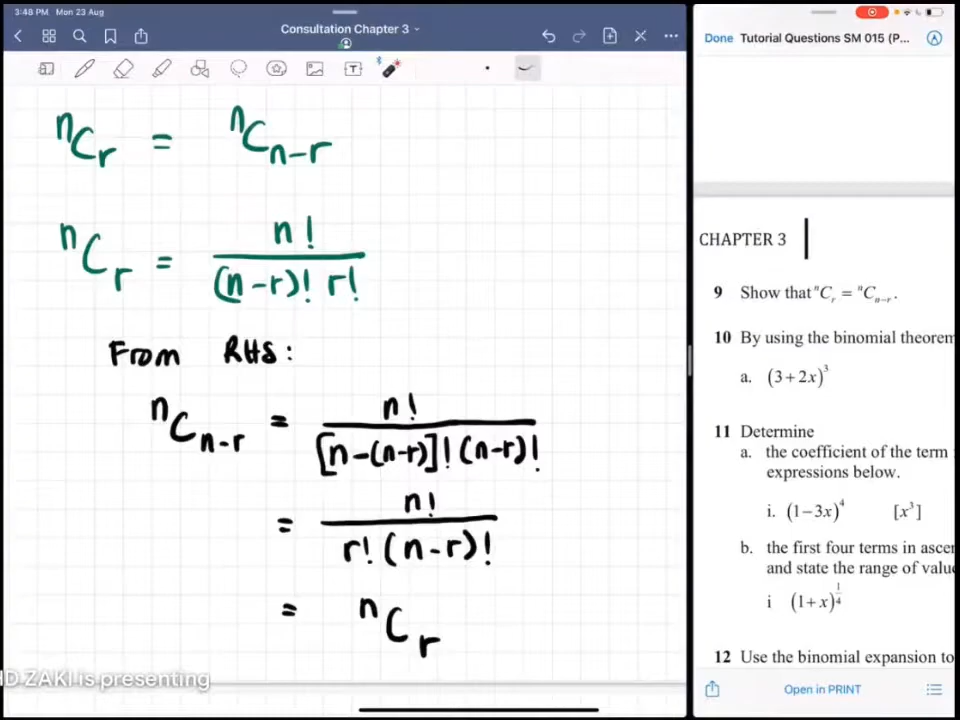 3:48 PM Mon 23 Aug
Consultation Chapter 3
ⁿCᵣ = ⁿCₙ₋ᵣ
ⁿCᵣ = n! / (n-r)! r!
From RHS:
ⁿCₙ₋ᵣ = n! / [n-(n-r)]! (n-r)!
= n! / r! (n-r)!
= ⁿCᵣ
HD.ZAKI is presenting
Done Tutorial Questions SM 015 (P...
CHAPTER 3
9 Show that ⁿCᵣ = ⁿCₙ₋ᵣ.
10 By using the binomial theorem
a. (3+2x)³
11 Determine
a. the coefficient of the term
expressions below.
i. (1-3x)⁴ [x³]
b. the first four terms in
and state the range of
i (1+x)^(1/4)
12 Use the binomial expansion to
Open in PRINT